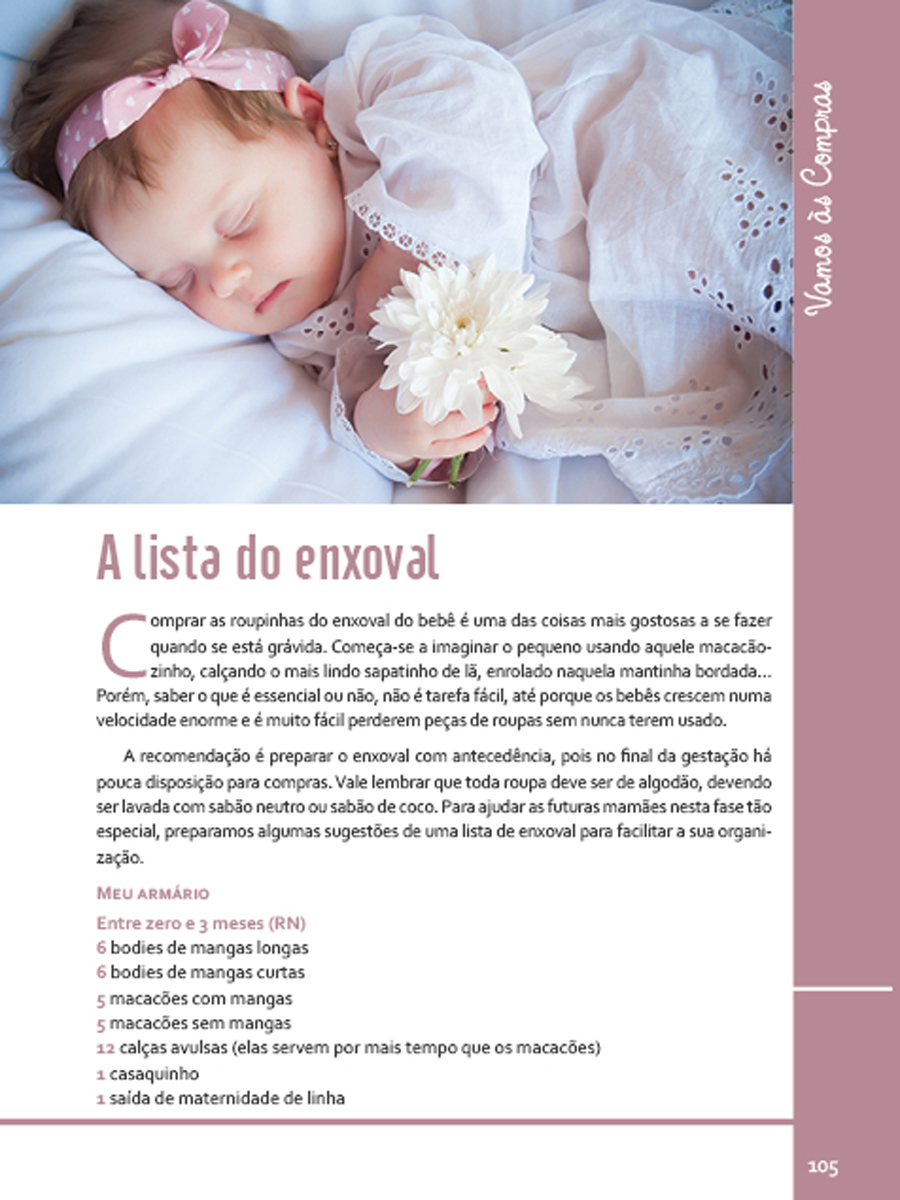 Vamos às Compras
A lista do enxoval
Comprar as roupinhas do enxoval do bebê é uma das coisas mais gostosas a se fazer
quando se está grávida. Começa-se a imaginar o pequeno usando aquele macacão-
zinho, calçando o mais lindo sapatinho de lã, enrolado naquela mantinha bordada...
Porém, saber o que é essencial ou não, não é tarefa fácil, até porque os bebês crescem numa
velocidade enorme e é muito fácil perderem peças de roupas sem nunca terem usado.
A recomendação é preparar o enxoval com antecedência, pois no final da gestação há
pouca disposição para compras. Vale lembrar que toda roupa deve ser de algodão, devendo
ser lavada com sabão neutro ou sabão de coco. Para ajudar as futuras mamães nesta fase tão
especial, preparamos algumas sugestões de uma lista de enxoval para facilitar a sua organi-
zação.
MEU ARMÁRIO
Entre zero e 3 meses (RN)
6 bodies de mangas longas
6 bodies de mangas curtas
5 macacões com mangas
5 macacões sem mangas
12 calças avulsas (elas servem por mais tempo que os macacões)
1 casaquinho
1 saída de maternidade de linha
105